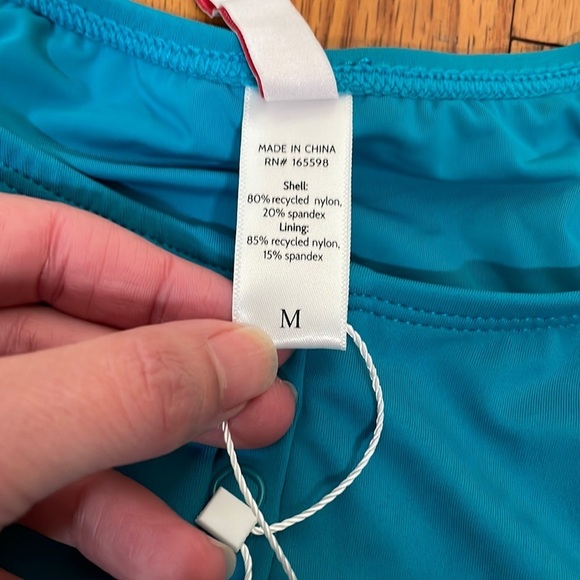 MADE IN CHINA
RN# 165598
Shell:
80% recycled nylon,
20% spandex
Lining:
85% recycled nylon,
15% spandex
M